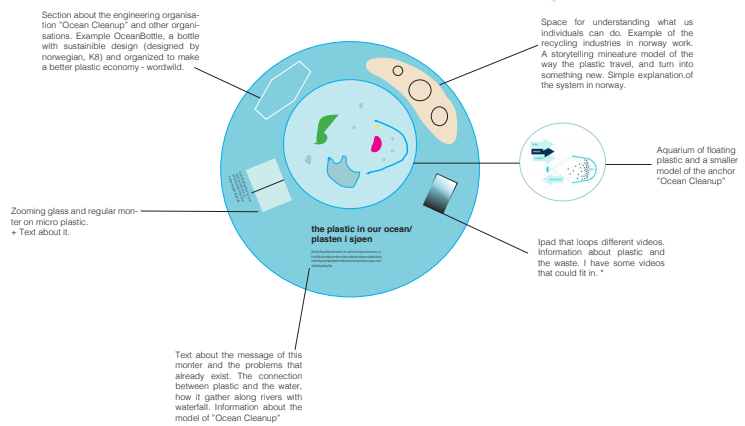 Section about the engineering organisa-
tion "Ocean Cleanup" and other organi-
sations. Example OceanBottle, a bottle
with sustainible design (designed by
norwegian, K8) and organized to make
a better plastic economy - wordwild.
Space for understanding what us
individuals can do. Example of the
recycling industries in norway work.
A storytelling mineature model of the
way the plastic travel, and turn into
something new. Simple explanation.of
the system in norway.
Aquarium of floating
plastic and a smaller
model of the anchor
"Ocean Cleanup"
Zooming glass and regular mon-
ter on micro plastic.
+ Text about it.
the plastic in our ocean/
plasten i sjøen
Ipad that loops different videos.
Information about plastic and
the waste. I have some videos
that could fit in. *
Text about the message of this
monter and the problems that
already exist. The connection
between plastic and the water,
how it gather along rivers with
waterfall. Information about the
model of "Ocean Cleanup"